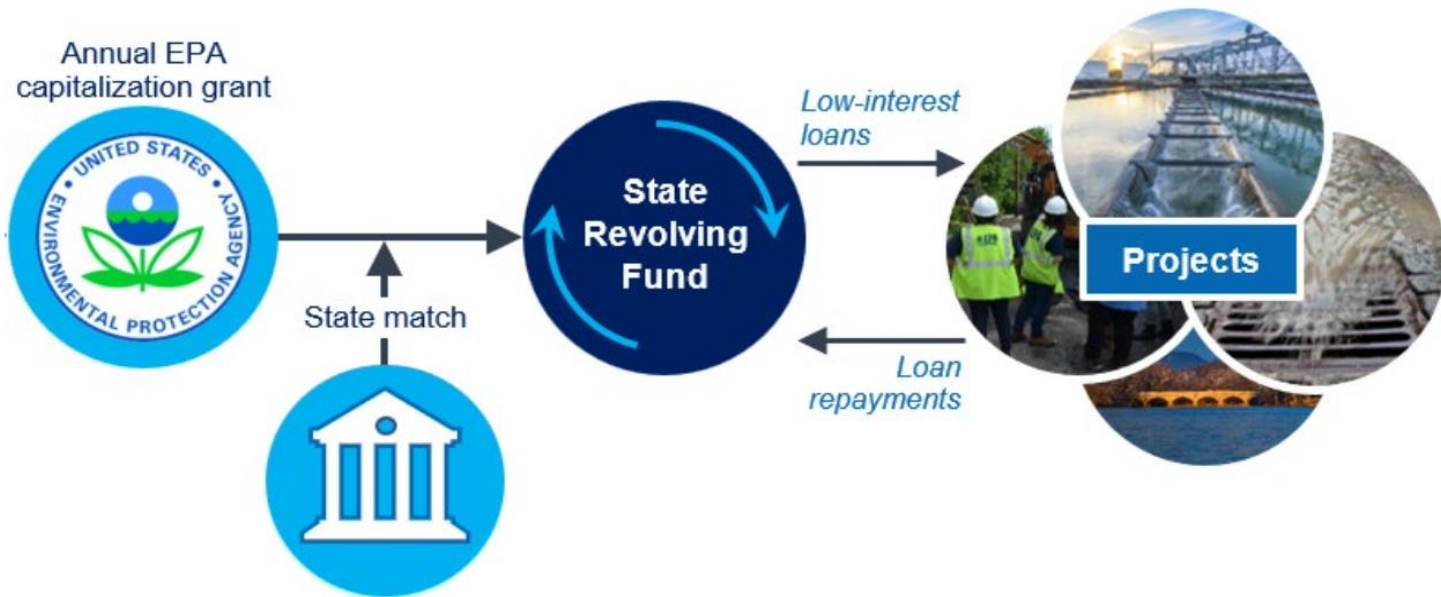 Annual EPA
capitalization grant
UNITED STATES
ENVIRONMENTAL PROTECTION AGENCY
State match
State
Revolving
Fund
Low-interest
loans
Loan
repayments
Projects